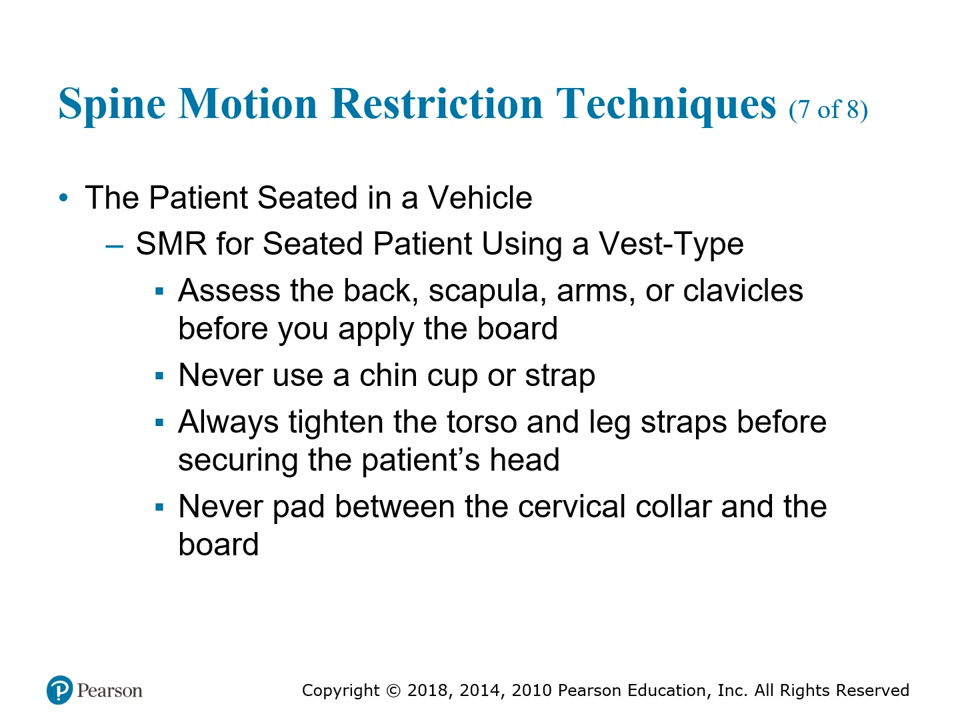 Spine Motion Restriction Techniques (7 of 8)
• The Patient Seated in a Vehicle
– SMR for Seated Patient Using a Vest-Type
▪ Assess the back, scapula, arms, or clavicles
before you apply the board
▪ Never use a chin cup or strap
▪ Always tighten the torso and leg straps before
securing the patient’s head
▪ Never pad between the cervical collar and the
board
Pearson
Copyright © 2018, 2014, 2010 Pearson Education, Inc. All Rights Reserved